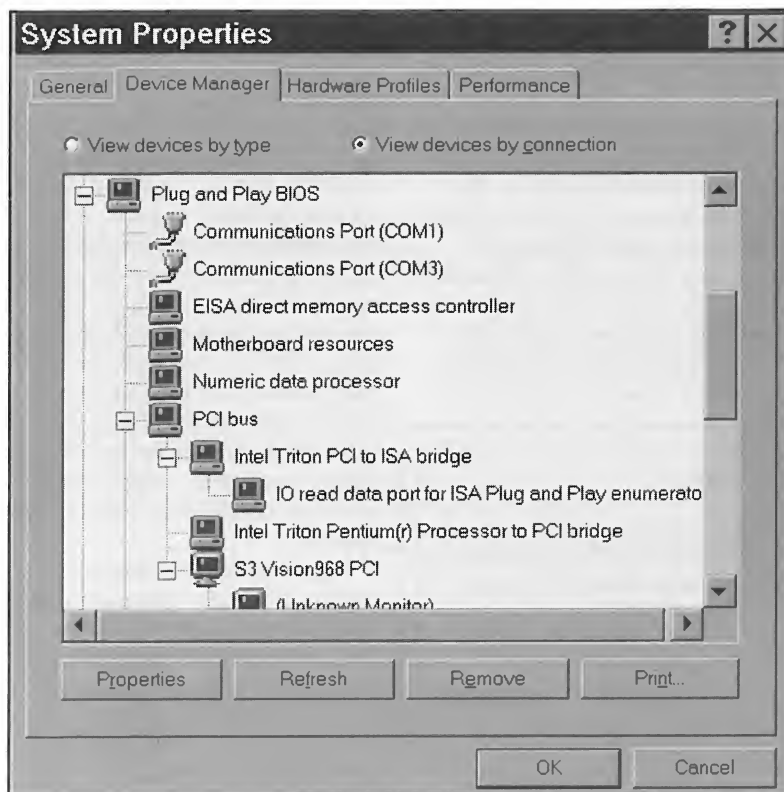 System Properties
General Device Manager Hardware Profiles Performance
View devices by type View devices by connection
Plug and Play BIOS
Communications Port (COM1)
Communications Port (COM3)
EISA direct memory access controller
Motherboard resources
Numeric data processor
PCI bus
Intel Triton PCI to ISA bridge
IO read data port for ISA Plug and Play enumerato
Intel Triton Pentium(r) Processor to PCI bridge
S3 Vision968 PCI
(Unknown Monitor)
Properties Refresh Remove Print...
OK Cancel